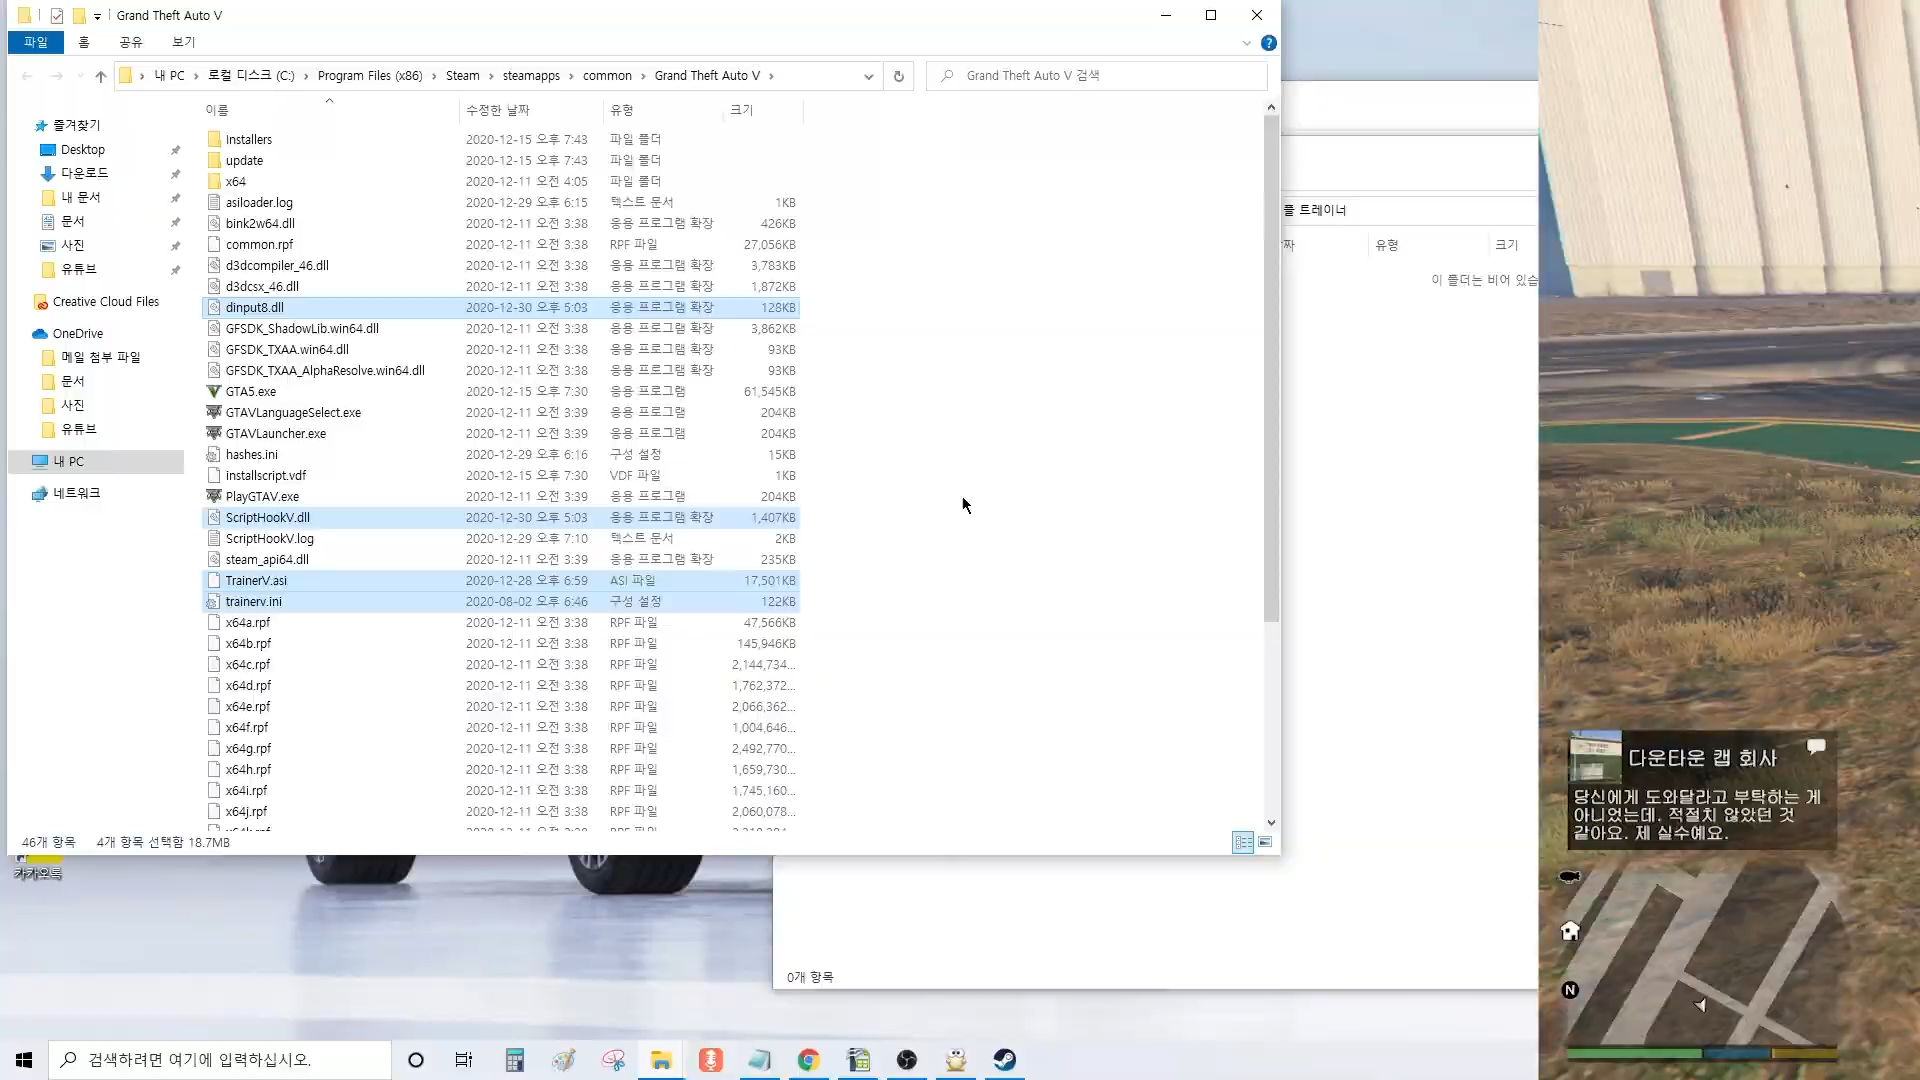 Grand Theft Auto V
파일
홈
공유
보기
내 PC
로컬 디스크 (C:)
Program Files (x86)
Steam
steamapps
common
Grand Theft Auto V
Grand Theft Auto V 검색
이름
수정한 날짜
유형
크기
즐겨찾기
Desktop
다운로드
내 문서
문서
사진
유튜브
Creative Cloud Files
OneDrive
메일 첨부 파일
문서
사진
유튜브
내 PC
네트워크
Installers 2020-12-15 오후 7:43 파일 폴더
update 2020-12-15 오후 7:43 파일 폴더
x64 2020-12-11 오전 4:05 파일 폴더
asiloader.log 2020-12-29 오후 6:15 텍스트 문서 1KB
bink2w64.dll 2020-12-11 오전 3:38 응용 프로그램 확장 426KB
common.rpf 2020-12-11 오전 3:38 RPF 파일 27,056KB
d3dcompiler_46.dll 2020-12-11 오전 3:38 응용 프로그램 확장 3,783KB
d3dcsx_46.dll 2020-12-11 오전 3:38 응용 프로그램 확장 1,872KB
dinput8.dll 2020-12-30 오후 5:03 응용 프로그램 확장 128KB
GFSDK_ShadowLib.win64.dll 2020-12-11 오전 3:38 응용 프로그램 확장 3,862KB
GFSDK_TXAA.win64.dll 2020-12-11 오전 3:38 응용 프로그램 확장 93KB
GFSDK_TXAA_AlphaResolve.win64.dll 2020-12-11 오전 3:38 응용 프로그램 확장 93KB
GTA5.exe 2020-12-15 오후 7:30 응용 프로그램 61,545KB
GTAVLanguageSelect.exe 2020-12-11 오전 3:39 응용 프로그램 204KB
GTAVLauncher.exe 2020-12-11 오전 3:39 응용 프로그램 204KB
hashes.ini 2020-12-29 오후 6:16 구성 설정 15KB
installscript.vdf 2020-12-15 오후 7:30 VDF 파일 1KB
PlayGTAV.exe 2020-12-11 오전 3:39 응용 프로그램 204KB
ScriptHookV.dll 2020-12-30 오후 5:03 응용 프로그램 확장 1,407KB
ScriptHookV.log 2020-12-29 오후 7:10 텍스트 문서 2KB
steam_api64.dll 2020-12-11 오전 3:39 응용 프로그램 확장 235KB
TrainerV.asi 2020-12-28 오후 6:59 ASI 파일 17,501KB
trainerv.ini 2020-08-02 오후 6:46 구성 설정 122KB
x64a.rpf 2020-12-11 오전 3:38 RPF 파일 47,566KB
x64b.rpf 2020-12-11 오전 3:38 RPF 파일 145,946KB
x64c.rpf 2020-12-11 오전 3:38 RPF 파일 2,144,734...
x64d.rpf 2020-12-11 오전 3:38 RPF 파일 1,762,372...
x64e.rpf 2020-12-11 오전 3:38 RPF 파일 2,066,362...
x64f.rpf 2020-12-11 오전 3:38 RPF 파일 1,004,646...
x64g.rpf 2020-12-11 오전 3:38 RPF 파일 2,492,770...
x64h.rpf 2020-12-11 오전 3:38 RPF 파일 1,659,730...
x64i.rpf 2020-12-11 오전 3:38 RPF 파일 1,745,160...
x64j.rpf 2020-12-11 오전 3:38 RPF 파일 2,060,078...
46개 항목 4개 항목 선택함 18.7MB
플 트레이너
짜
유형
크기
이 폴더는 비어 있습
0개 항목
다운타운 캡 회사
당신에게 도와달라고 부탁하는 게
아니었는데. 적절치 않았던 것
같아요. 제 실수예요.
N
카카오톡
검색하려면 여기에 입력하십시오.